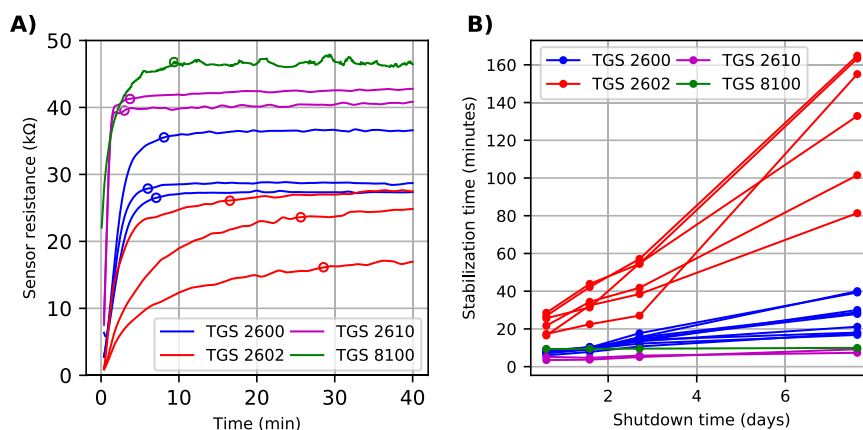 A)
B)
50
40
30
20
10
0
Sensor resistance (kΩ)
0
10
20
30
40
Time (min)
TGS 2600
TGS 2602
TGS 2610
TGS 8100
160
140
120
100
80
60
40
20
0
Stabilization time (minutes)
2
4
6
Shutdown time (days)
TGS 2600
TGS 2602
TGS 2610
TGS 8100